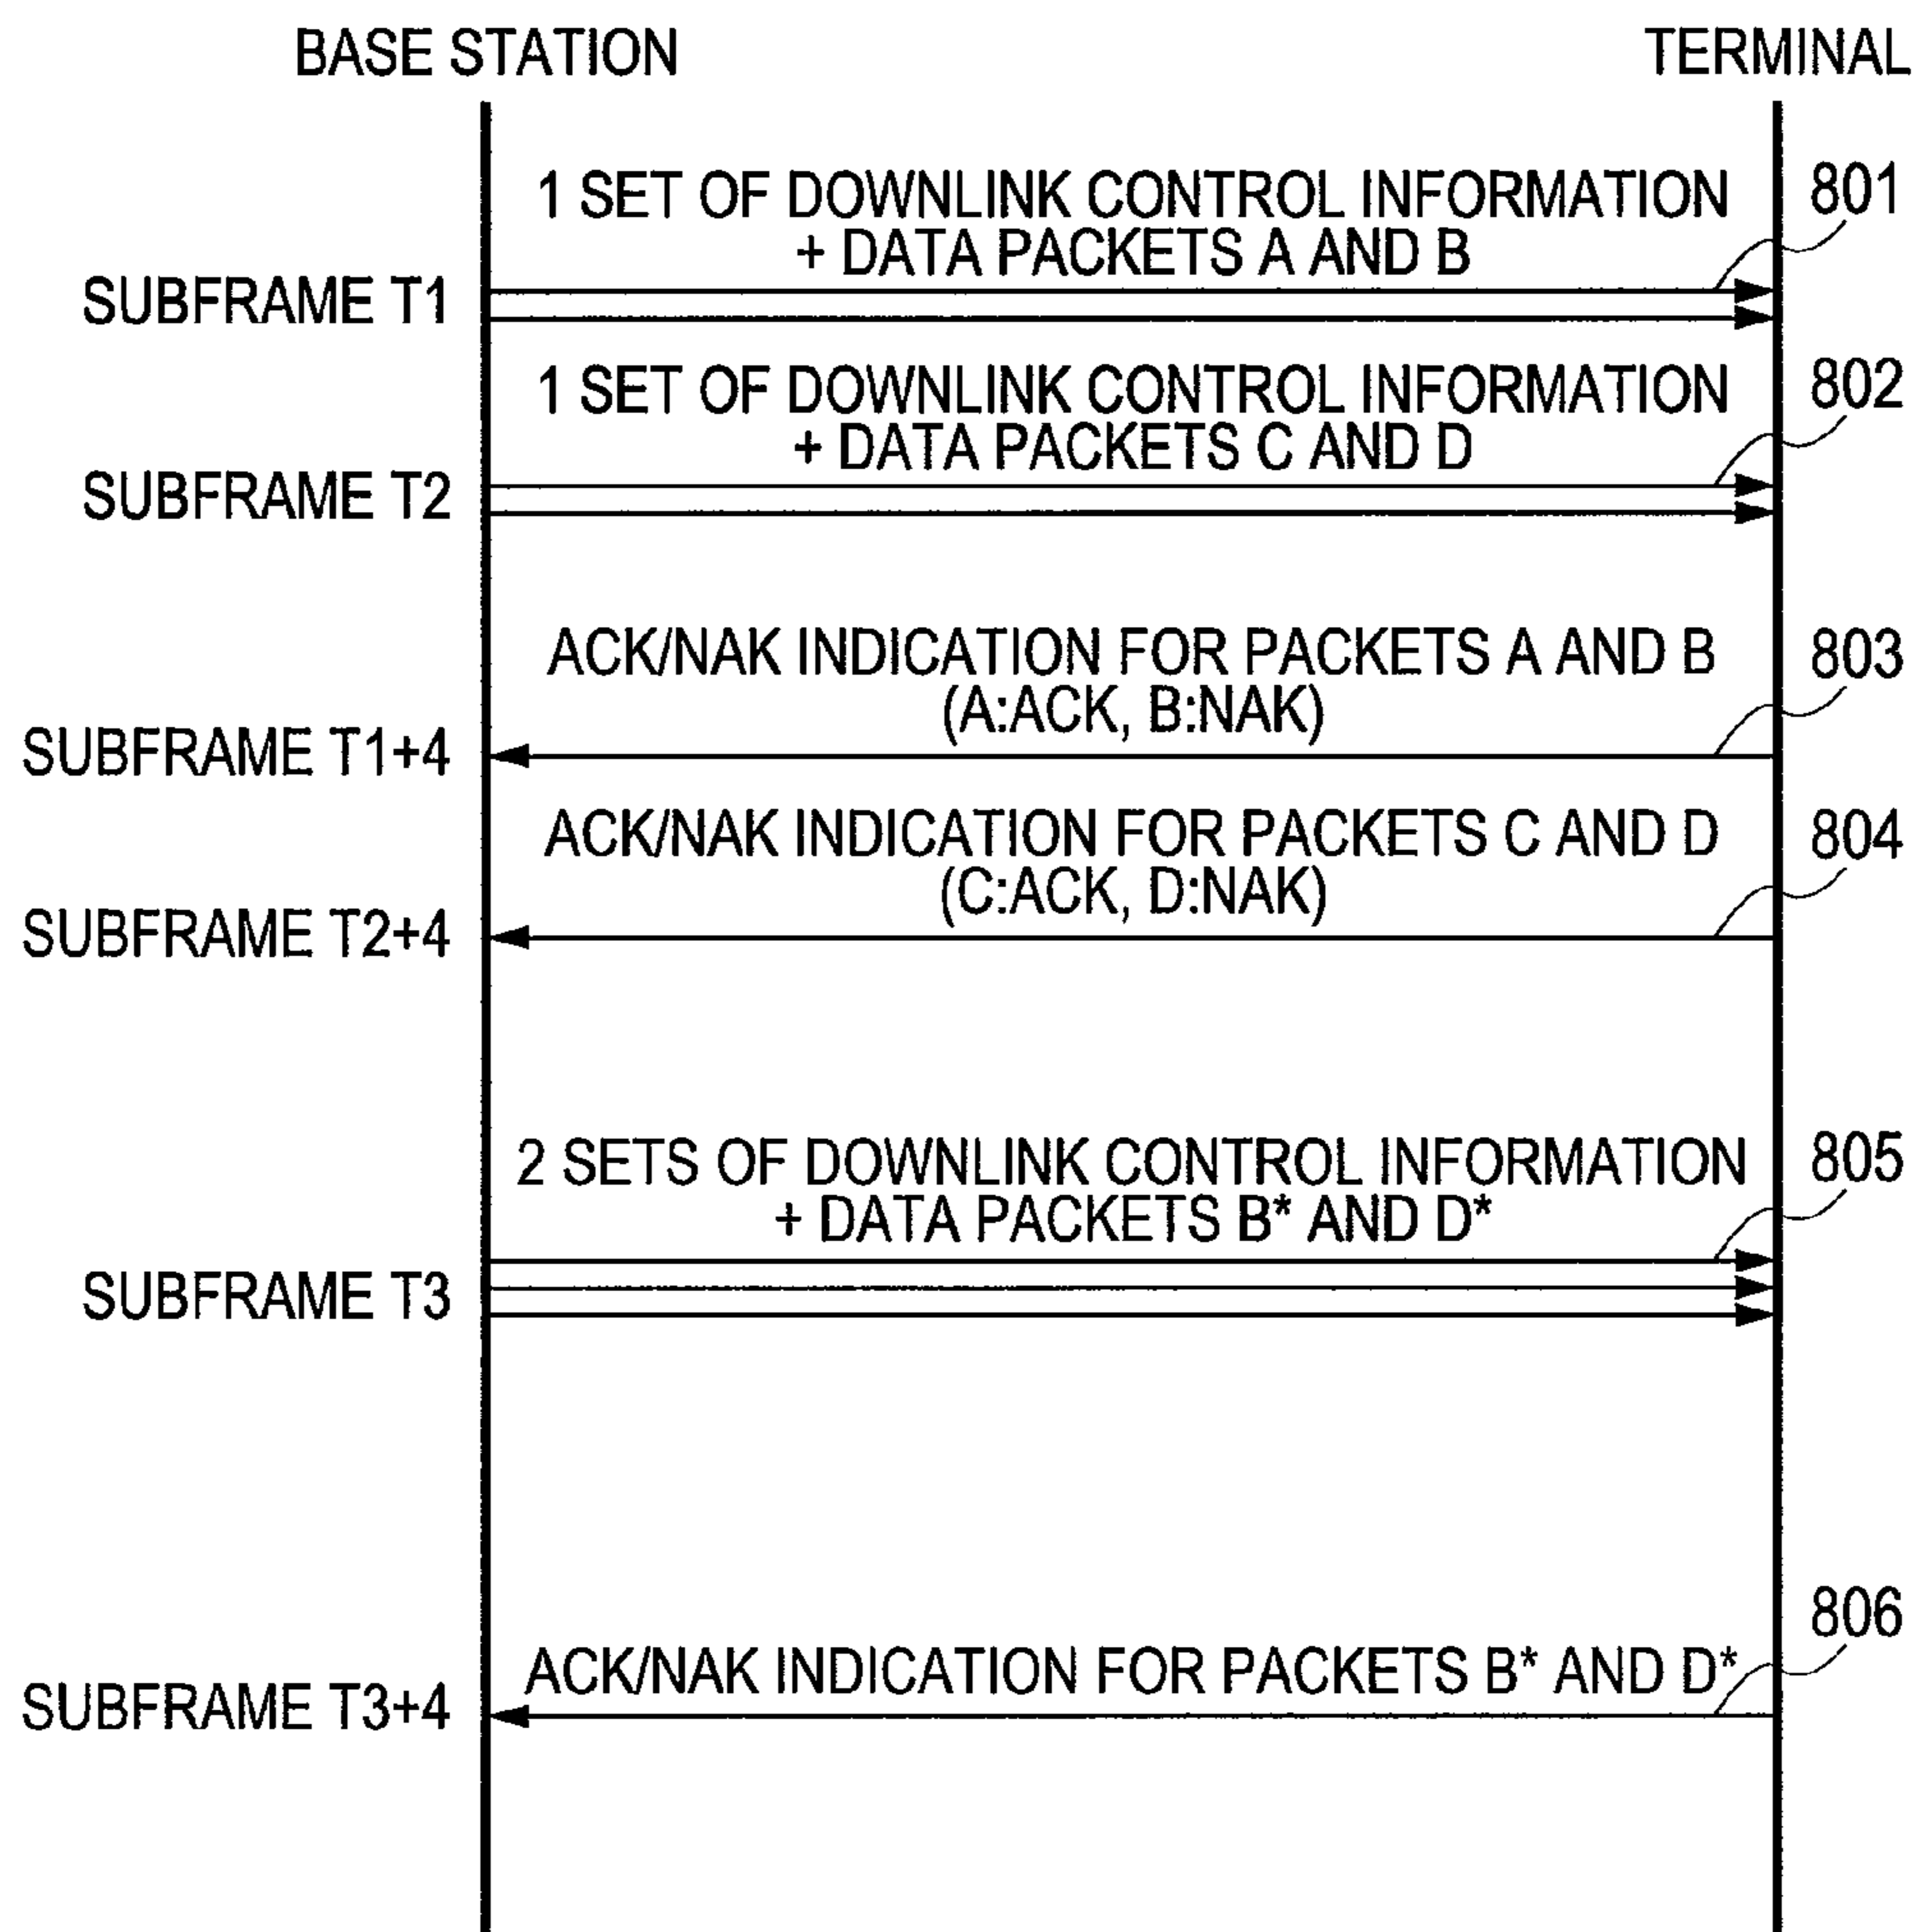 BASE STATION
TERMINAL
1 SET OF DOWNLINK CONTROL INFORMATION
+ DATA PACKETS A AND B
801
SUBFRAME T1
1 SET OF DOWNLINK CONTROL INFORMATION
+ DATA PACKETS C AND D
802
SUBFRAME T2
ACK/NAK INDICATION FOR PACKETS A AND B
(A:ACK, B:NAK)
803
SUBFRAME T1+4
ACK/NAK INDICATION FOR PACKETS C AND D
(C:ACK, D:NAK)
804
SUBFRAME T2+4
2 SETS OF DOWNLINK CONTROL INFORMATION
+ DATA PACKETS B* AND D*
805
SUBFRAME T3
806
ACK/NAK INDICATION FOR PACKETS B* AND D*
SUBFRAME T3+4